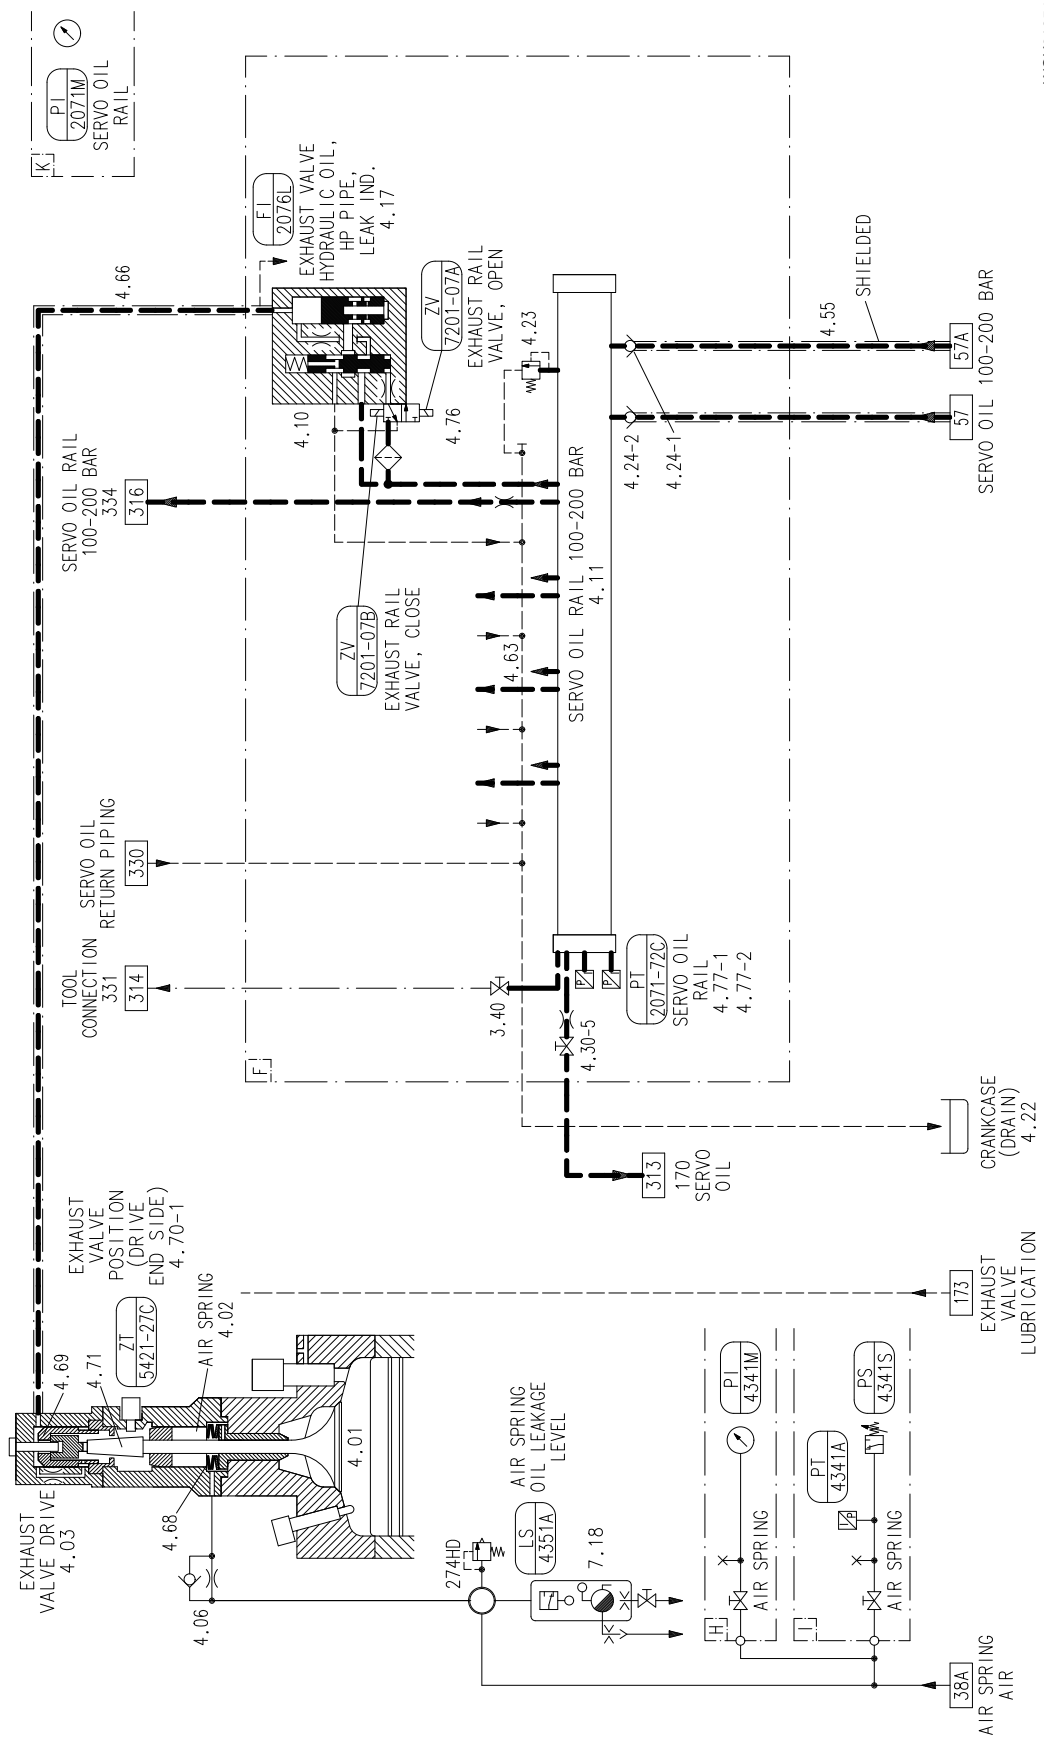 K
PI
2071M
SERVO OIL
RAIL
4.66
FI
2076L
EXHAUST VALVE
HYDRAULIC OIL,
HP PIPE,
LEAK IND.
4.17
ZV
7201-07A
EXHAUST RAIL
VALVE, OPEN
4.10
4.76
4.23
SERVO OIL RAIL
100-200 BAR
334
316
ZV
7201-07B
EXHAUST RAIL
VALVE, CLOSE
4.63
SERVO OIL RAIL 100-200 BAR
4.11
4.24-2
4.24-1
4.55
SHIELDED
57A
57
SERVO OIL 100-200 BAR
SERVO OIL
RETURN PIPING
330
TOOL
CONNECTION
331
314
3.40
4.30-5
P
P
PT
2071-72C
SERVO OIL
RAIL
4.77-1
4.77-2
F
313
170
SERVO
OIL
CRANKCASE
(DRAIN)
4.22
EXHAUST
VALVE
POSITION
(DRIVE
END SIDE)
4.70-1
ZT
5421-27C
4.69
4.71
AIR SPRING
4.02
EXHAUST
VALVE DRIVE
4.03
4.68
4.01
4.06
173
EXHAUST
VALVE
LUBRICATION
274HD
LS
4351A
AIR SPRING
OIL LEAKAGE
LEVEL
7.18
H
PI
4341M
AIR SPRING
I
PT
4341A
P
PS
4341S
AIR SPRING
38A
AIR SPRING
AIR